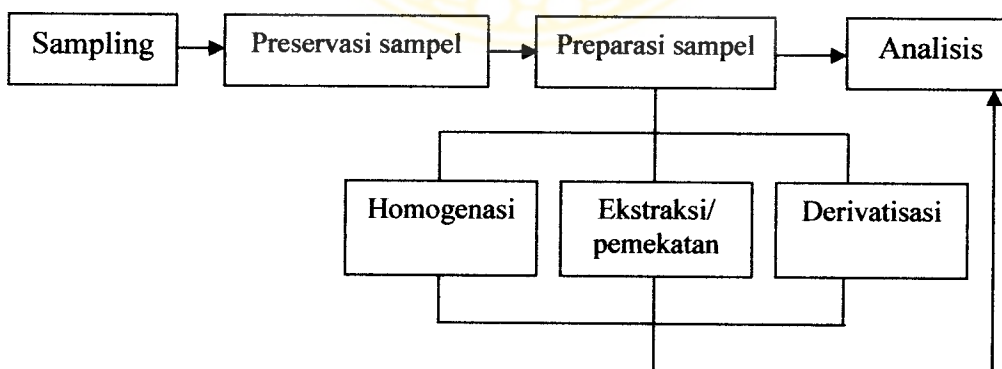 Sampling
Preservasi sampel
Preparasi sampel
Analisis
Homogenasi
Ekstraksi/
pemekatan
Derivatisasi